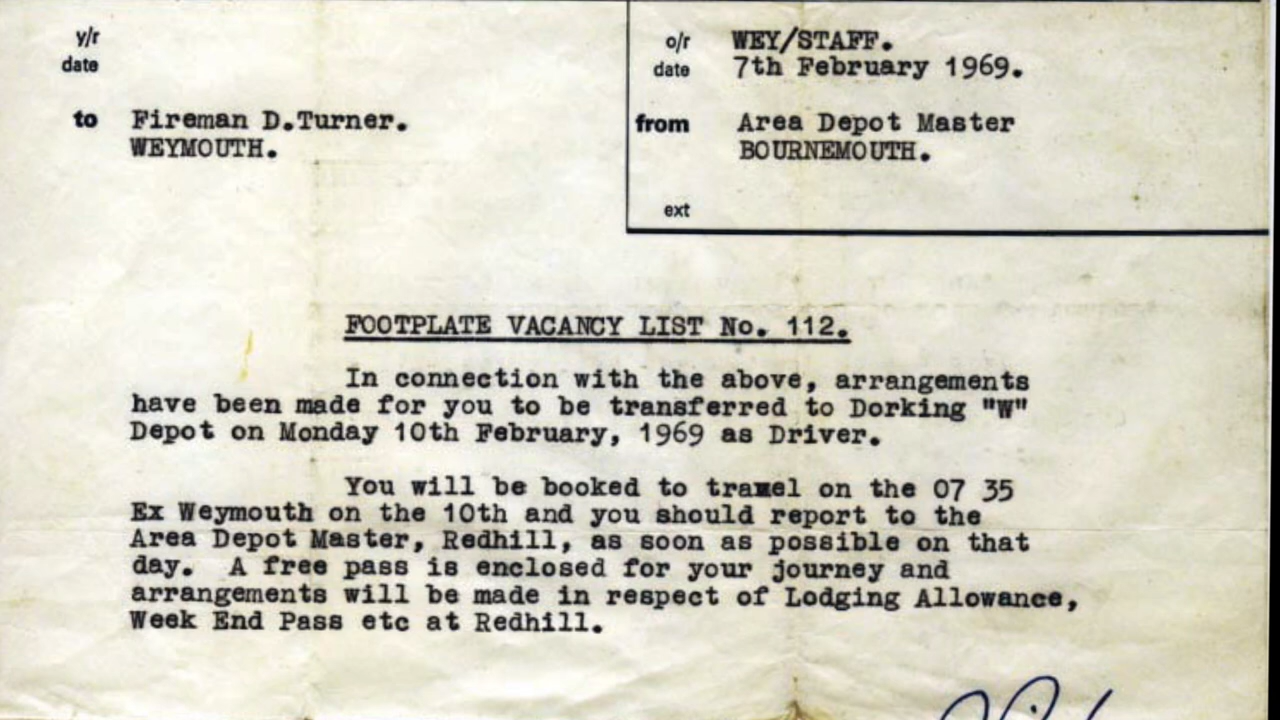 y/r
date
to Fireman D.Turner.
WEYMOUTH.
o/r WEY/STAFF.
date 7th February 1969.
from Area Depot Master
BOURNEMOUTH.
ext
FOOTPLATE VACANCY LIST No. 112.
In connection with the above, arrangements
have been made for you to be transferred to Dorking "W"
Depot on Monday 10th February, 1969 as Driver.
You will be booked to travel on the 07 35
Ex Weymouth on the 10th and you should report to the
Area Depot Master, Redhill, as soon as possible on that
day. A free pass is enclosed for your journey and
arrangements will be made in respect of Lodging Allowance,
Week End Pass etc at Redhill.